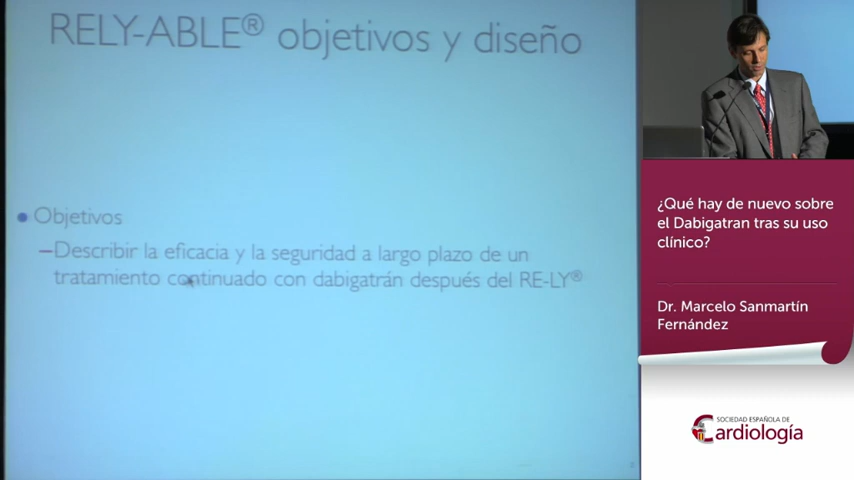 RELY-ABLE® objetivos y diseño
Objetivos
–Describir la eficacia y la seguridad a largo plazo de un
tratamiento continuado con dabigatrán después del RE-LY®
¿Qué hay de nuevo sobre
el Dabigatran tras su uso
clínico?
Dr. Marcelo Sanmartín
Fernández
SOCIEDAD ESPAÑOLA DE
Cardiología